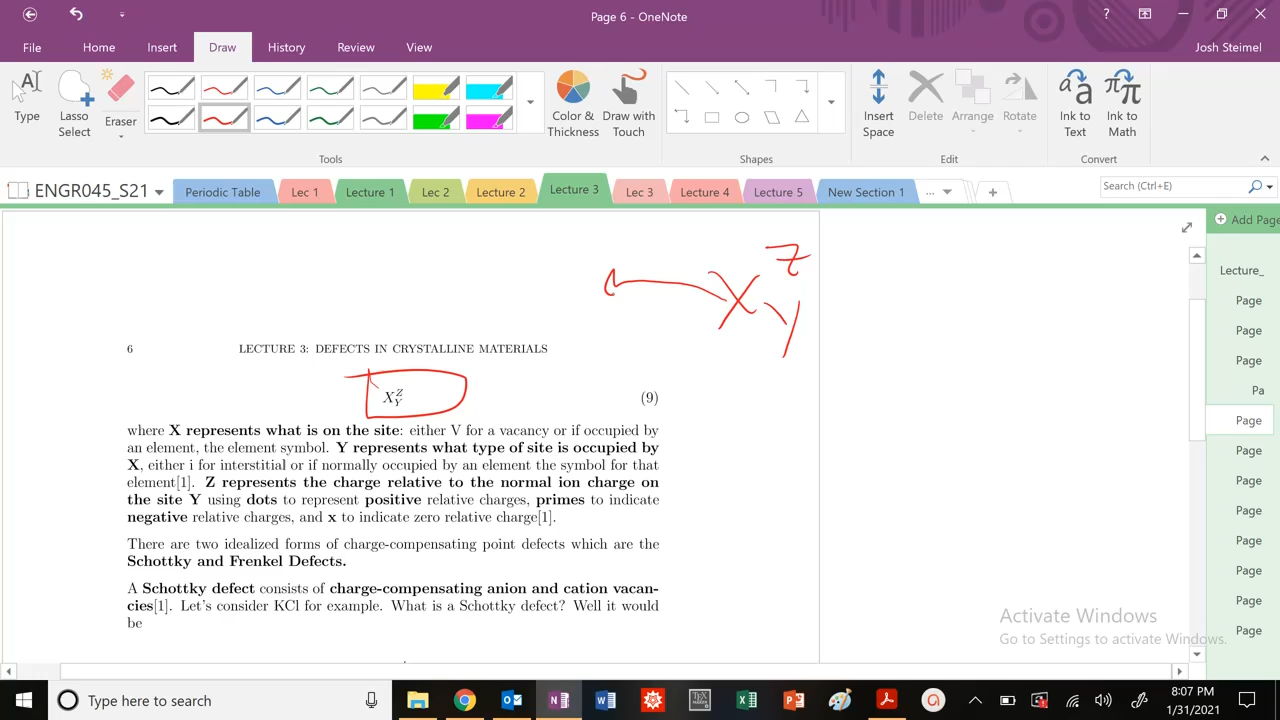 Page 6 - OneNote
?
File
Home
Insert
Draw
History
Review
View
Josh Steimel
Type
Lasso
Select
Eraser
Color &
Thickness
Draw with
Touch
Insert
Space
Delete
Arrange
Rotate
Ink to
Text
Ink to
Math
Tools
Shapes
Edit
Convert
ENGR045_S21
Periodic Table
Lec 1
Lecture 1
Lec 2
Lecture 2
Lecture 3
Lec 3
Lecture 4
Lecture 5
New Section 1
...
Search (Ctrl+E)
Add Page
Lecture_
Page
Page
Page
Pa
Page
Page
Page
Page
Page
Page
Page
Page
X Z Y
6 LECTURE 3: DEFECTS IN CRYSTALLINE MATERIALS
X_Y^Z (9)
where X represents what is on the site: either V for a vacancy or if occupied by
an element, the element symbol. Y represents what type of site is occupied by
X, either i for interstitial or if normally occupied by an element the symbol for that
element[1]. Z represents the charge relative to the normal ion charge on
the site Y using dots to represent positive relative charges, primes to indicate
negative relative charges, and x to indicate zero relative charge[1].
There are two idealized forms of charge-compensating point defects which are the
Schottky and Frenkel Defects.
A Schottky defect consists of charge-compensating anion and cation vacan-
cies[1]. Let's consider KCl for example. What is a Schottky defect? Well it would
be
Activate Windows
Go to Settings to activate Windows.
Type here to search
8:07 PM
1/31/2021